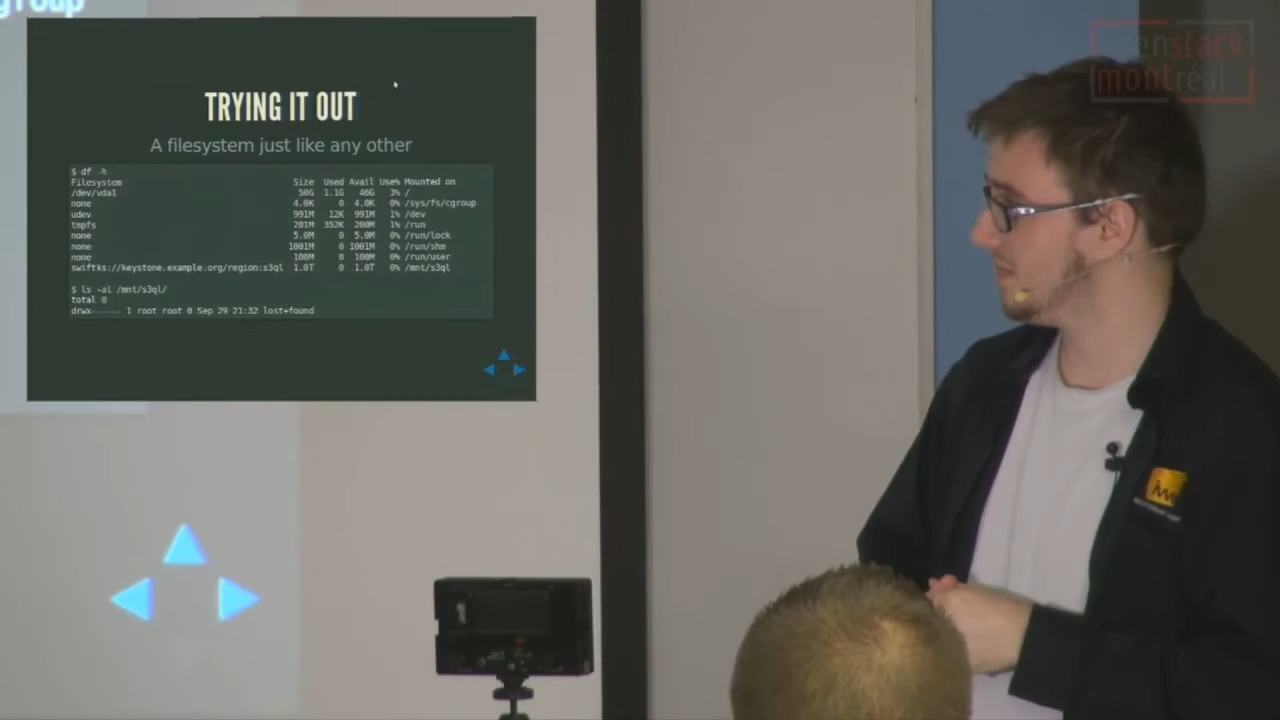 group
TRYING IT OUT
A filesystem just like any other
$ df -h
Filesystem Size Used Avail Use% Mounted on
/dev/vda1 50G 1.1G 46G 3% /
none 4.0K 0 4.0K 0% /sys/fs/cgroup
udev 991M 12K 991M 1% /dev
tmpfs 201M 352K 200M 1% /run
none 5.0M 0 5.0M 0% /run/lock
none 1001M 0 1001M 0% /run/shm
none 100M 0 100M 0% /run/user
swiftks://keystone.example.org/region:s3ql 1.0T 0 1.0T 0% /mnt/s3ql
$ ls -al /mnt/s3ql/
total 0
drwx------ 1 root root 0 Sep 29 21:32 lost+found
enstack
montréal